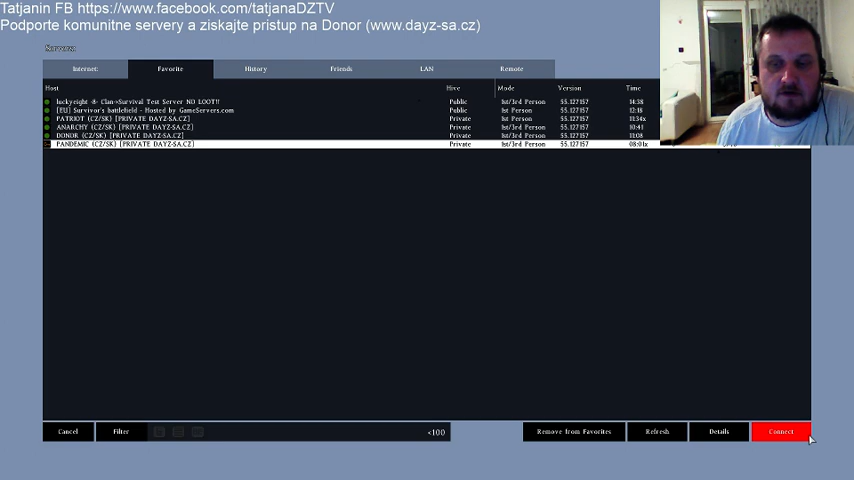 Tatjanin FB https://www.facebook.com/tatjanaDZTV
Podporte komunitne servery a ziskajte pristup na Donor (www.dayz-sa.cz)
Servers
Internet Favorite History Friends LAN Remote
Host Hive Mode Version Time
Clan-Survival Test Server NO LOOT!! Public 1st/3rd Person 55.127157 14:38
[EU] Survivor's battlefield - Hosted by GameServers.com Public 1st Person 55.127157 12:18
PATRIOT (CZ/SK) [PRIVATE DAYZ-SA.CZ] Private 1st Person 55.127157 11:34x
ANARCHY (CZ/SK) [PRIVATE DAYZ-SA.CZ] Private 1st/3rd Person 55.127157 10:41
DONOR (CZ/SK) [PRIVATE DAYZ-SA.CZ] Private 1st/3rd Person 55.127157 11:08
PANDEMIC (CZ/SK) [PRIVATE DAYZ-SA.CZ] Private 1st/3rd Person 55.127157
Cancel Filter <100 Remove from Favorites Refresh Details Connect